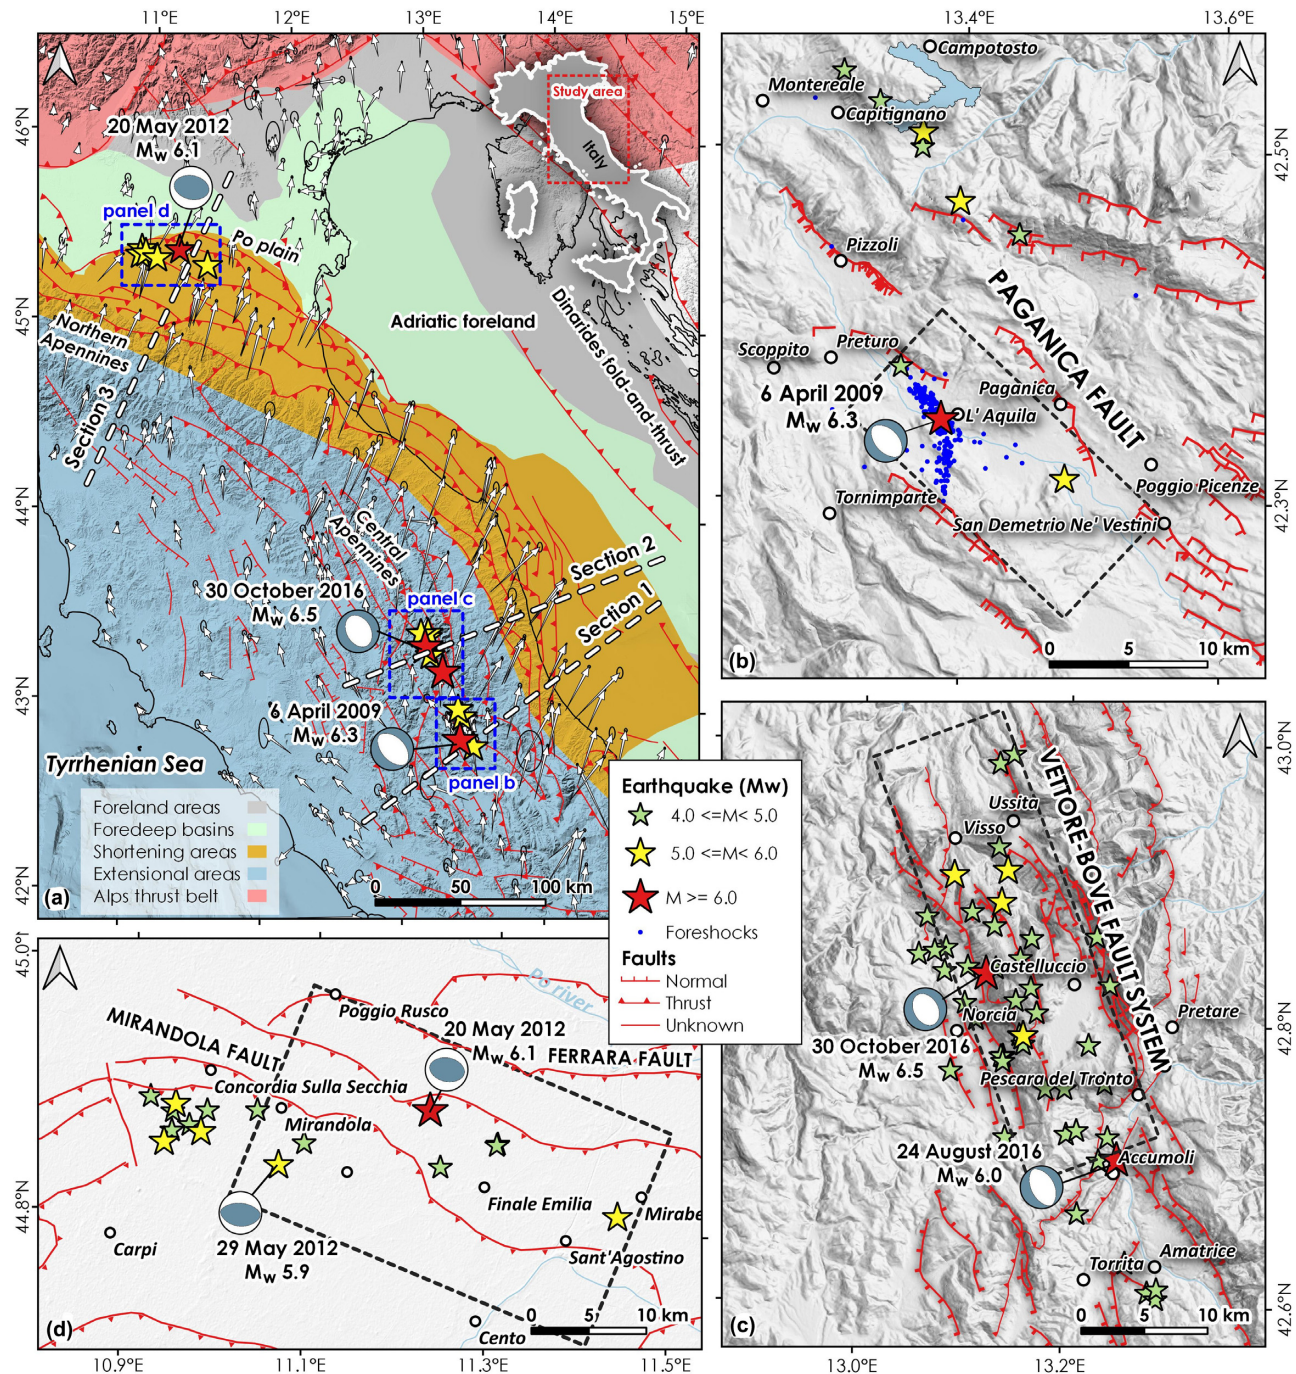 11°E
12°E
13°E
14°E
15°E
46°N
45°N
44°N
43°N
42°N
20 May 2012
Mw 6.1
panel d
Po plain
Study area
Italy
Northern
Apennines
Section 3
Adriatic foreland
Dinarides fold-and-thrust
Central
Apennines
Section 2
Section 1
30 October 2016
Mw 6.5
panel c
6 April 2009
Mw 6.3
panel b
Tyrrhenian Sea
Foreland areas
Foredeep basins
Shortening areas
Extensional areas
Alps thrust belt
(a)
0 50 100 km
13.4°E
13.6°E
42.5°N
42.3°N
Campotosto
Montereale
Capitignano
Pizzoli
PAGANICA FAULT
Scoppito
Preturo
Paganica
6 April 2009
Mw 6.3
L' Aquila
Tornimparte
Poggio Picenze
San Demetrio Ne' Vestini
(b)
0 5 10 km
Earthquake (Mw)
4.0 <=M< 5.0
5.0 <=M< 6.0
M >= 6.0
Foreshocks
Faults
Normal
Thrust
Unknown
43.0°N
42.8°N
42.6°N
13.0°E
13.2°E
Ussita
Visso
VETTORE-BOVE FAULT SYSTEM
Castelluccio
Norcia
Pretare
30 October 2016
Mw 6.5
Pescara del Tronto
24 August 2016
Mw 6.0
Accumoli
Torrita
Amatrice
(c)
0 5 10 km
45.0°N
44.8°N
10.9°E
11.1°E
11.3°E
11.5°E
Po river
MIRANDOLA FAULT
Poggio Rusco
20 May 2012
Mw 6.1
FERRARA FAULT
Concordia Sulla Secchia
Mirandola
Finale Emilia
Mirabe
Carpi
29 May 2012
Mw 5.9
Sant'Agostino
Cento
(d)
0 5 10 km